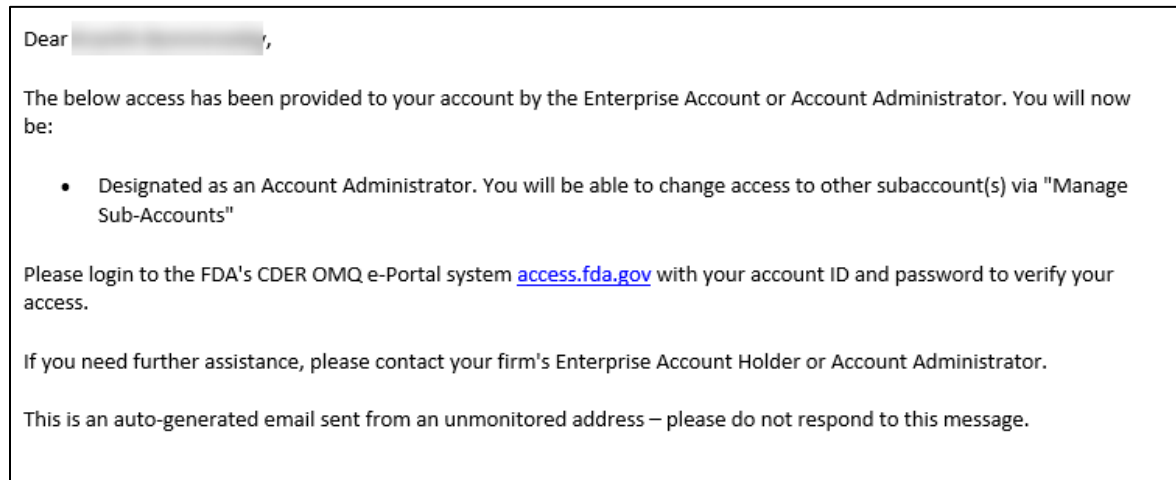 Dear ,
The below access has been provided to your account by the Enterprise Account or Account Administrator. You will now
be:
• Designated as an Account Administrator. You will be able to change access to other subaccount(s) via "Manage
Sub-Accounts"
Please login to the FDA's CDER OMQ e-Portal system access.fda.gov with your account ID and password to verify your
access.
If you need further assistance, please contact your firm's Enterprise Account Holder or Account Administrator.
This is an auto-generated email sent from an unmonitored address – please do not respond to this message.